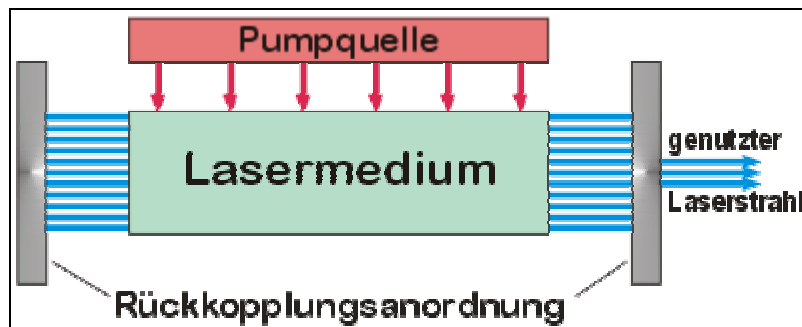 Pumpquelle
Lasermedium
genutzter
Laserstrahl
Rückkopplungsanordnung